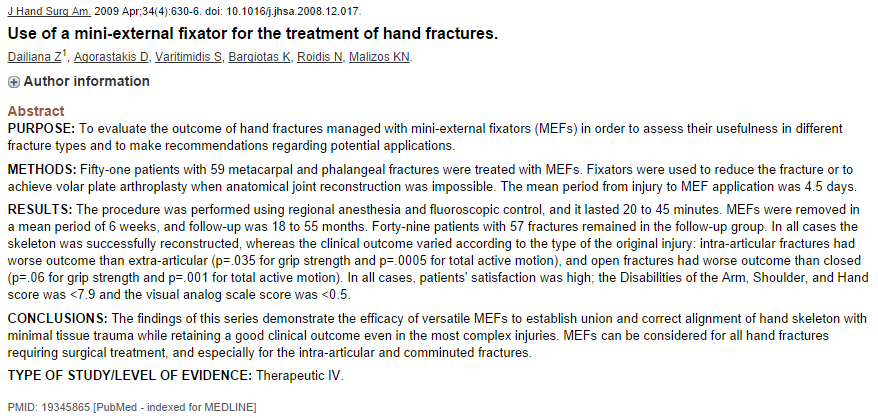 J Hand Surg Am. 2009 Apr;34(4):630-6. doi: 10.1016/j.jhsa.2008.12.017.
Use of a mini-external fixator for the treatment of hand fractures.
Dailiana Z1, Agorastakis D, Varitimidis S, Bargiotas K, Roidis N, Malizos KN.
Author information
Abstract
PURPOSE: To evaluate the outcome of hand fractures managed with mini-external fixators (MEFs) in order to assess their usefulness in different
fracture types and to make recommendations regarding potential applications.
METHODS: Fifty-one patients with 59 metacarpal and phalangeal fractures were treated with MEFs. Fixators were used to reduce the fracture or to
achieve volar plate arthroplasty when anatomical joint reconstruction was impossible. The mean period from injury to MEF application was 4.5 days.
RESULTS: The procedure was performed using regional anesthesia and fluoroscopic control, and it lasted 20 to 45 minutes. MEFs were removed in
a mean period of 6 weeks, and follow-up was 18 to 55 months. Forty-nine patients with 57 fractures remained in the follow-up group. In all cases the
skeleton was successfully reconstructed, whereas the clinical outcome varied according to the type of the original injury: intra-articular fractures had
worse outcome than extra-articular (p=.035 for grip strength and p=.0005 for total active motion), and open fractures had worse outcome than closed
(p=.06 for grip strength and p=.001 for total active motion). In all cases, patients' satisfaction was high; the Disabilities of the Arm, Shoulder, and Hand
score was <7.9 and the visual analog scale score was <0.5.
CONCLUSIONS: The findings of this series demonstrate the efficacy of versatile MEFs to establish union and correct alignment of hand skeleton with
minimal tissue trauma while retaining a good clinical outcome even in the most complex injuries. MEFs can be considered for all hand fractures
requiring surgical treatment, and especially for the intra-articular and comminuted fractures.
TYPE OF STUDY/LEVEL OF EVIDENCE: Therapeutic IV.
PMID: 19345865 [PubMed - indexed for MEDLINE]